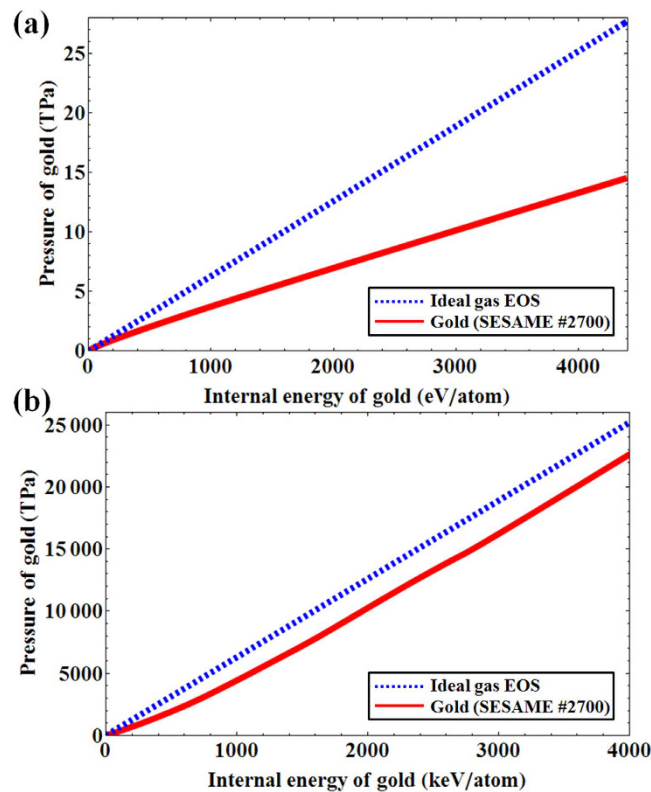 (a)
Pressure of gold (TPa)
25
20
15
10
5
0
Ideal gas EOS
Gold (SESAME #2700)
0 1000 2000 3000 4000
Internal energy of gold (eV/atom)
(b)
Pressure of gold (TPa)
25 000
20 000
15 000
10 000
5000
0
Ideal gas EOS
Gold (SESAME #2700)
0 1000 2000 3000 4000
Internal energy of gold (keV/atom)